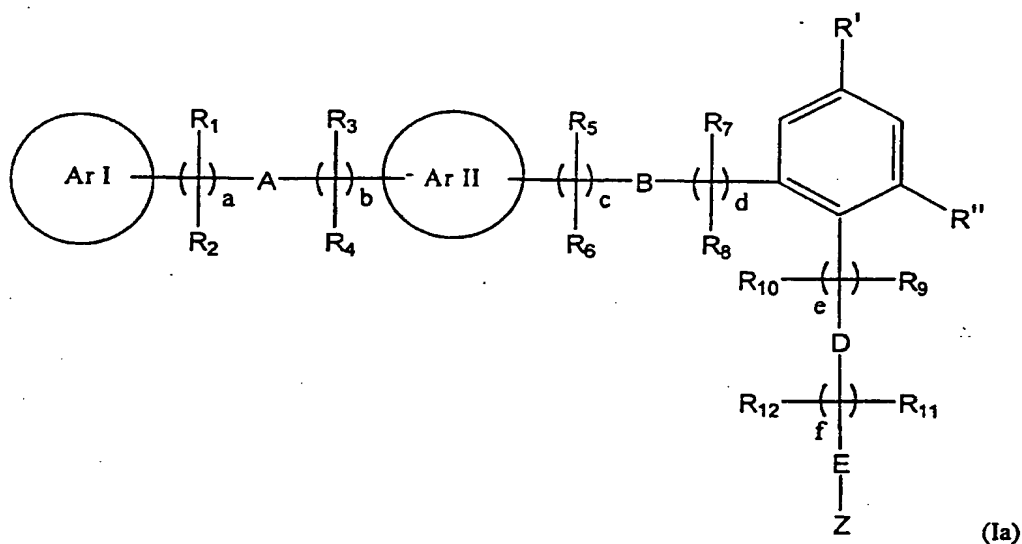 R'
R₁ R₃ R₅ R₇
Ar I ( ) a A ( ) b Ar II ( ) c B ( ) d
R₂ R₄ R₆ R₈ R"
R₁₀ ( ) e R₉
D
R₁₂ ( ) f R₁₁
E
Z
(Ia)